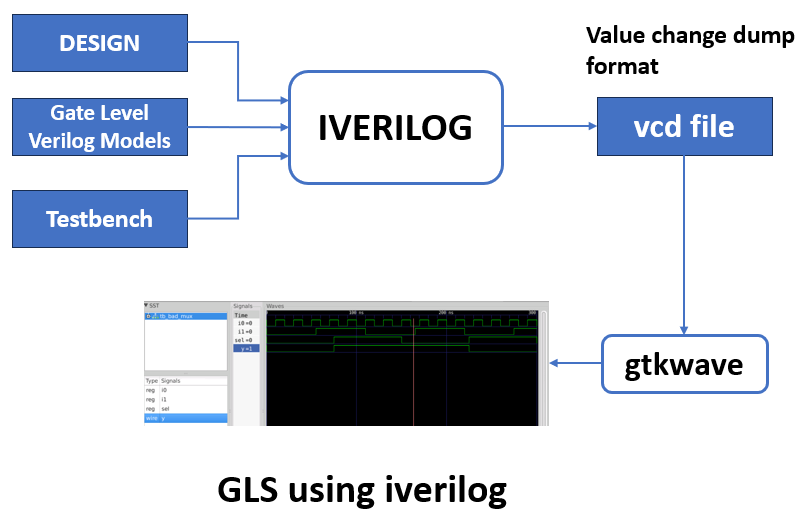 DESIGN
Value change dump
format
Gate Level
Verilog Models
IVERILOG
vcd file
Testbench
SST
tb_bad_mux
Signals
Time
i0=0
i1=0
sel=0
y=1
Waves
100 ns
200 ns
300
Type Signals
reg i0
reg i1
reg sel
wire y
gtkwave
GLS using iverilog